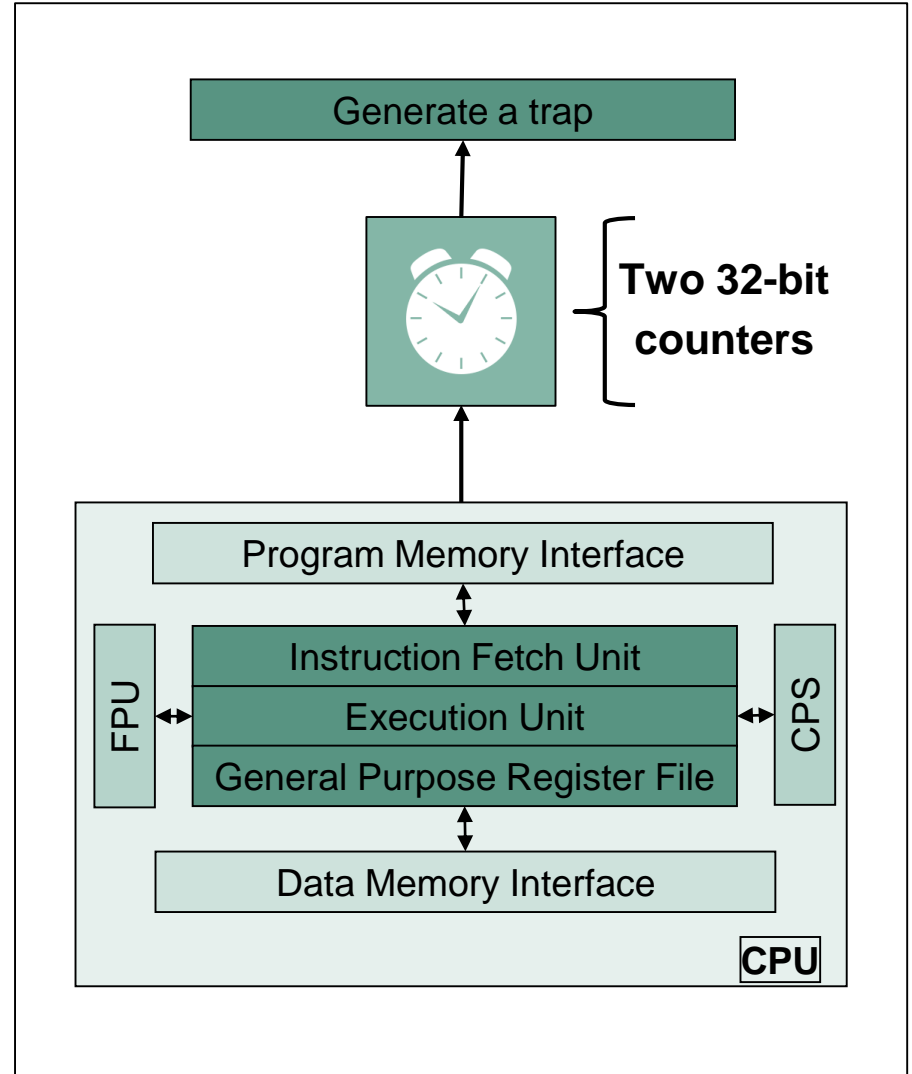 Generate a trap
Two 32-bit
counters
Program Memory Interface
FPU
Instruction Fetch Unit
Execution Unit
General Purpose Register File
CPS
Data Memory Interface
CPU